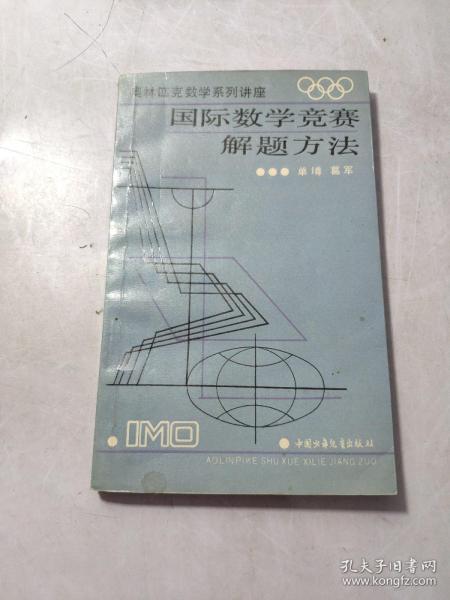 奥林匹克数学系列讲座
国际数学竞赛
解题方法
●●● 单墫 葛军
.IMO
中国少年儿童出版社
AOLINPIKE SHU XUE XILIE JIANG ZUO
孔夫子旧书网
www.kongfz.com